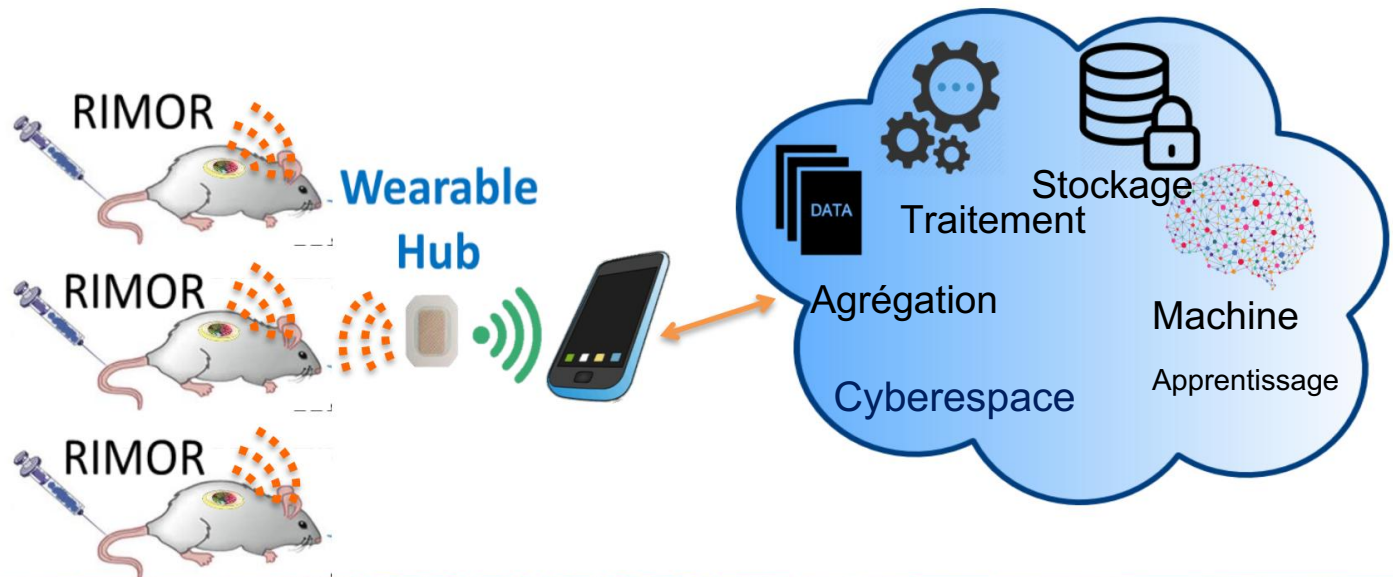 RIMOR
Wearable
Hub
RIMOR
RIMOR
DATA
Stockage
Traitement
Agrégation
Machine
Apprentissage
Cyberespace